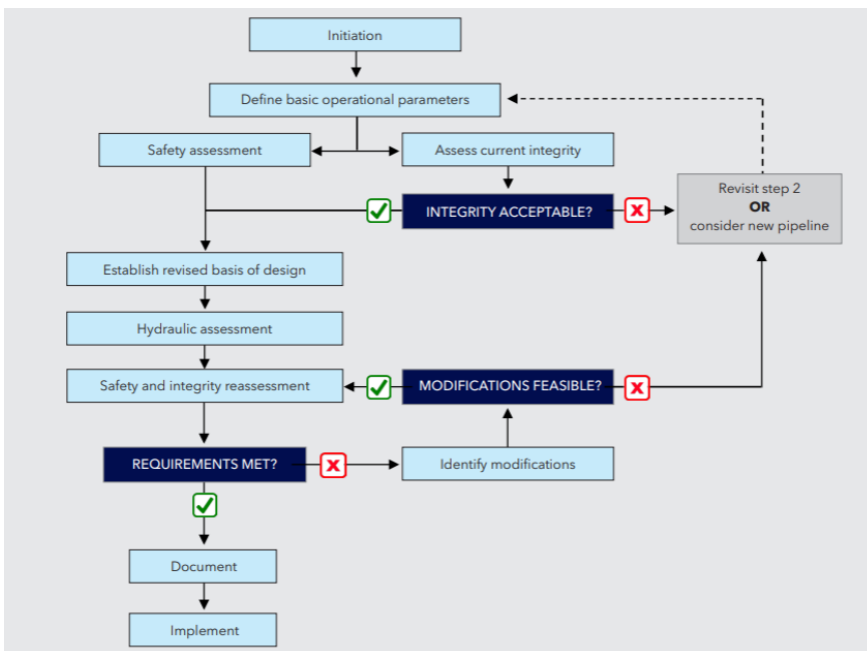 Initiation
Define basic operational parameters
Safety assessment
Assess current integrity
INTEGRITY ACCEPTABLE?
Revisit step 2
OR
consider new pipeline
Establish revised basis of design
Hydraulic assessment
Safety and integrity reassessment
MODIFICATIONS FEASIBLE?
REQUIREMENTS MET?
Identify modifications
Document
Implement